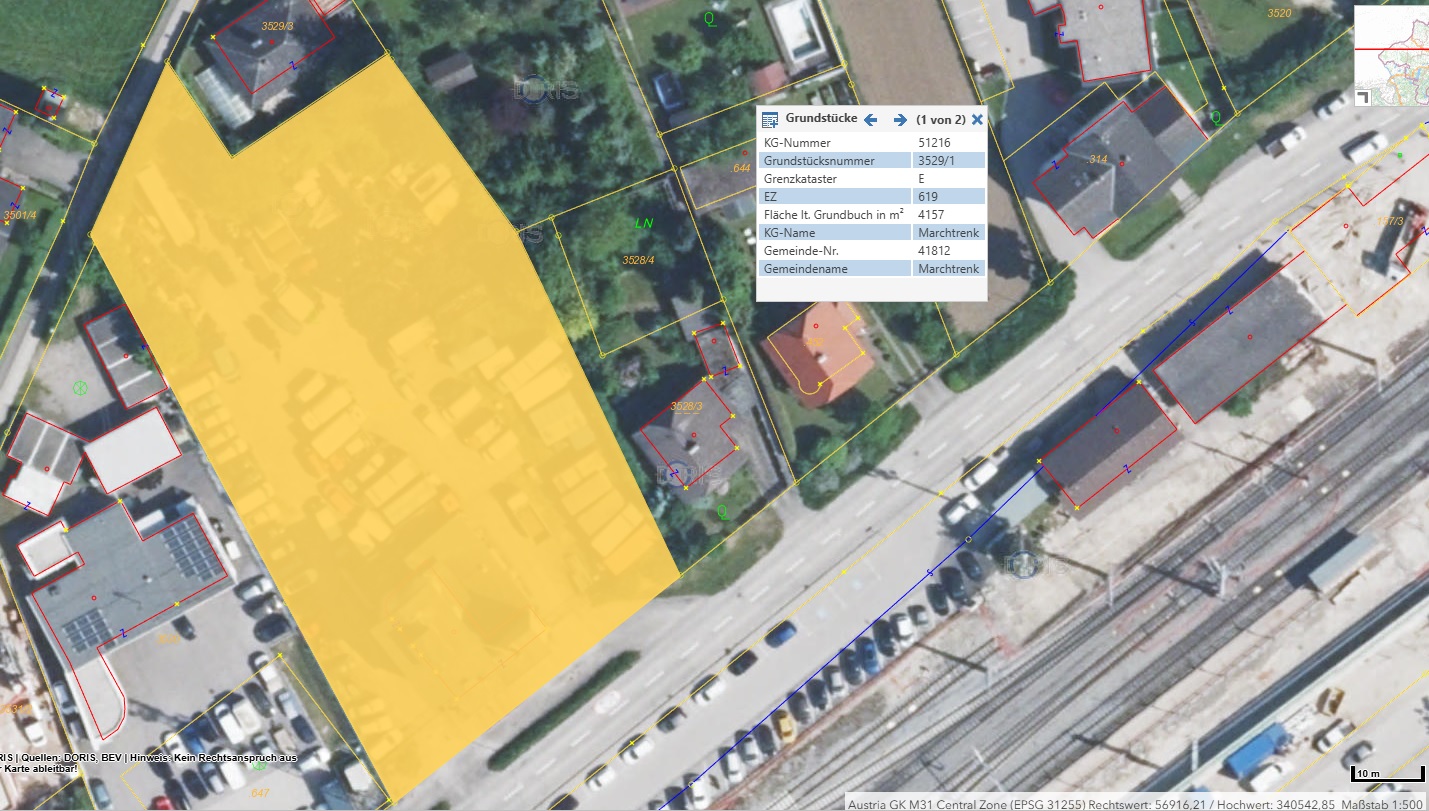 3529/3
Q
3520
DORIS
Grundstücke (1 von 2)
KG-Nummer 51216
Grundstücksnummer 3529/1
Grenzkataster E
EZ 619
Fläche lt. Grundbuch in m² 4157
KG-Name Marchtrenk
Gemeinde-Nr. 41812
Gemeindename Marchtrenk
Q
.314
.644
3501/4
LN
3528/4
3528/3
DORIS
Q
DORIS
S
647
RIS | Quellen: DORIS, BEV | Hinweis: Kein Rechtsanspruch aus
r Karte ableitbar!
10 m
Austria GK M31 Central Zone (EPSG 31255) Rechtswert: 56916,21 / Hochwert: 340542,85 Maßstab 1:500